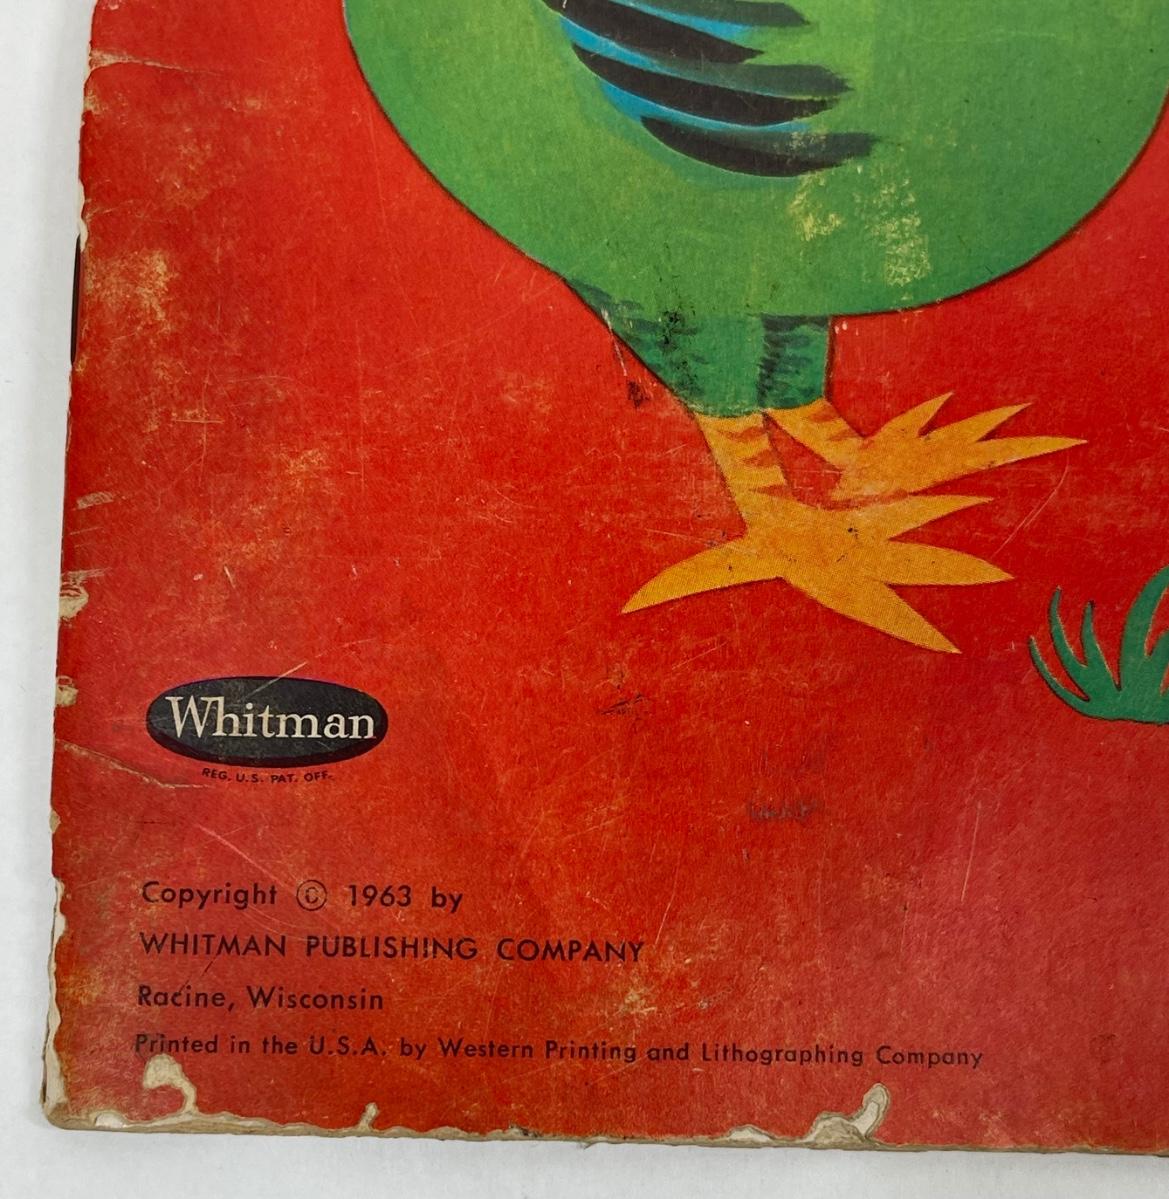 Whitman
REG. U.S. PAT. OFF.
Copyright © 1963 by
WHITMAN PUBLISHING COMPANY
Racine, Wisconsin
Printed in the U.S.A. by Western Printing and Lithographing Company